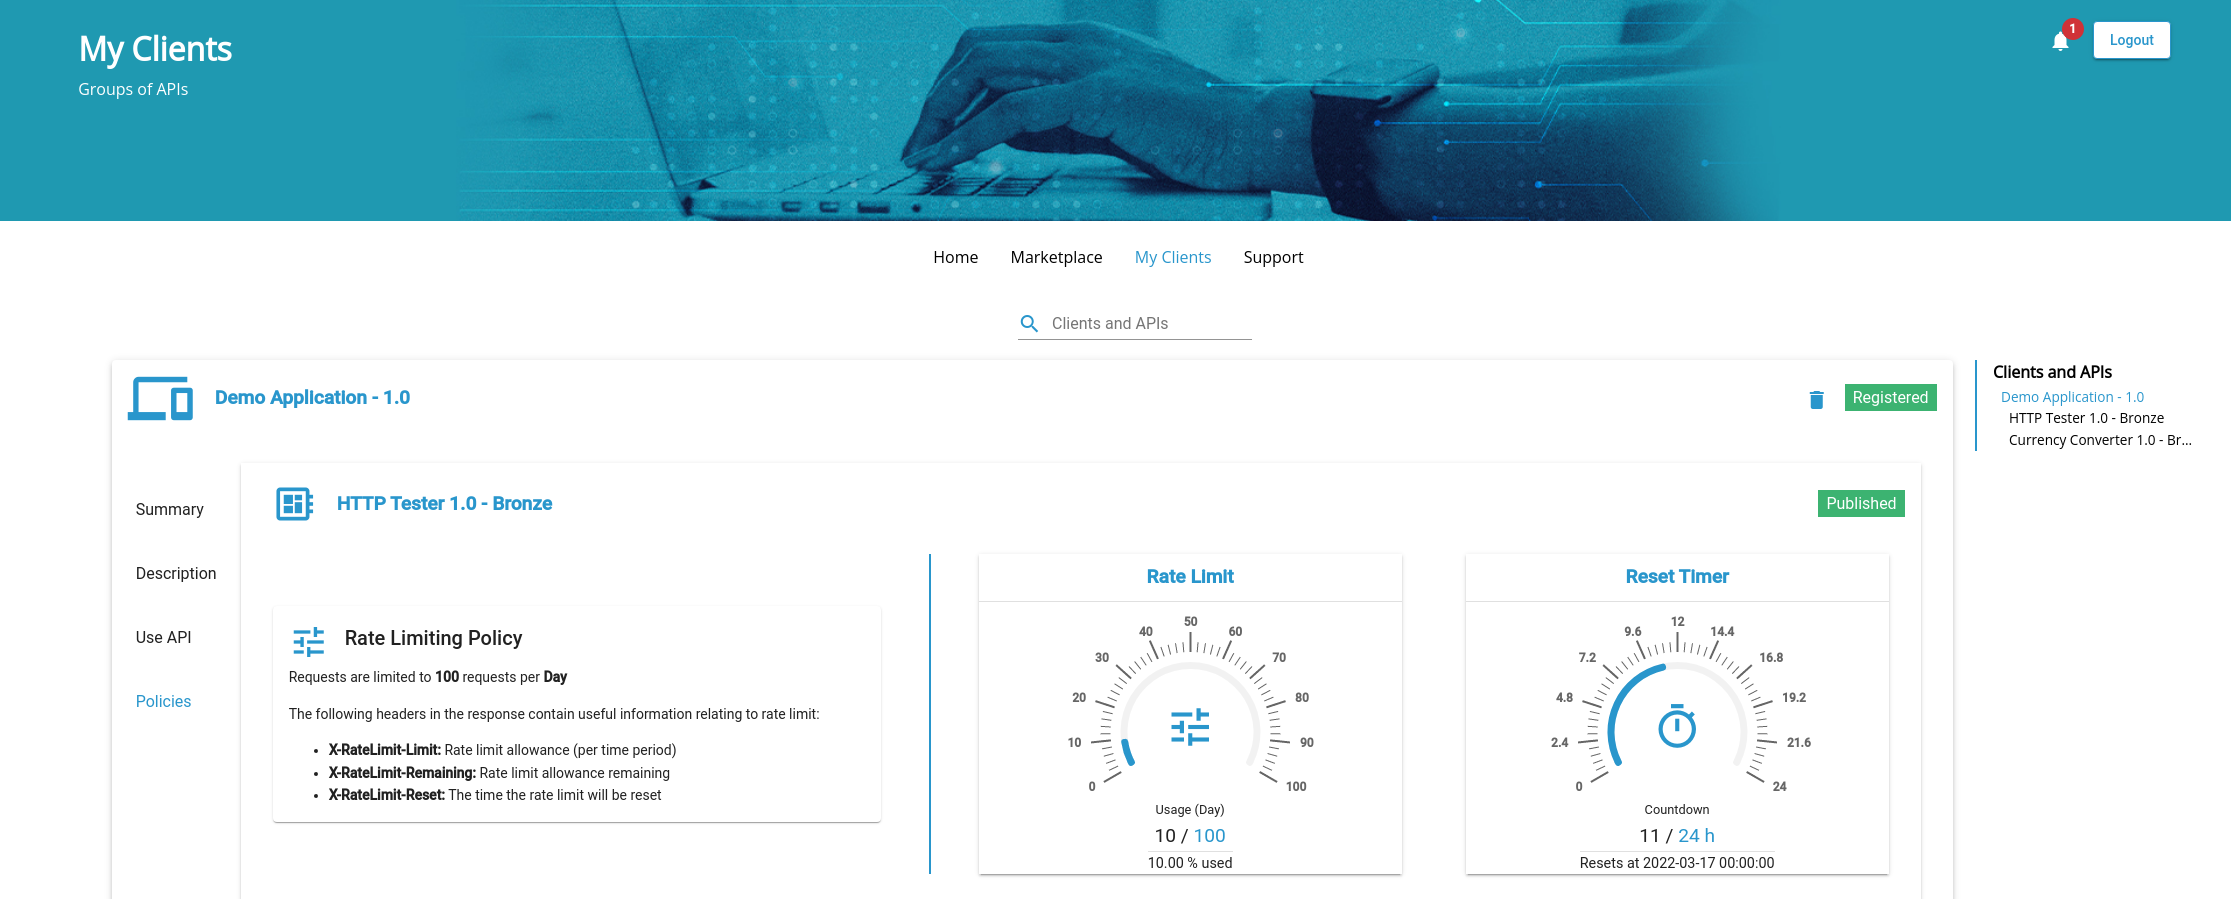 My Clients
Groups of APIs
1
Logout
Home Marketplace My Clients Support
Clients and APIs
Demo Application - 1.0
Registered
Clients and APIs
Demo Application - 1.0
HTTP Tester 1.0 - Bronze
Currency Converter 1.0 - Br...
Summary
Description
Use API
Policies
HTTP Tester 1.0 - Bronze
Published
Rate Limiting Policy
Requests are limited to 100 requests per Day
The following headers in the response contain useful information relating to rate limit:
• X-RateLimit-Limit: Rate limit allowance (per time period)
• X-RateLimit-Remaining: Rate limit allowance remaining
• X-RateLimit-Reset: The time the rate limit will be reset
Rate Limit
0 10 20 30 40 50 60 70 80 90 100
Usage (Day)
10 / 100
10.00 % used
Reset Timer
0 2.4 4.8 7.2 9.6 12 14.4 16.8 19.2 21.6 24
Countdown
11 / 24 h
Resets at 2022-03-17 00:00:00